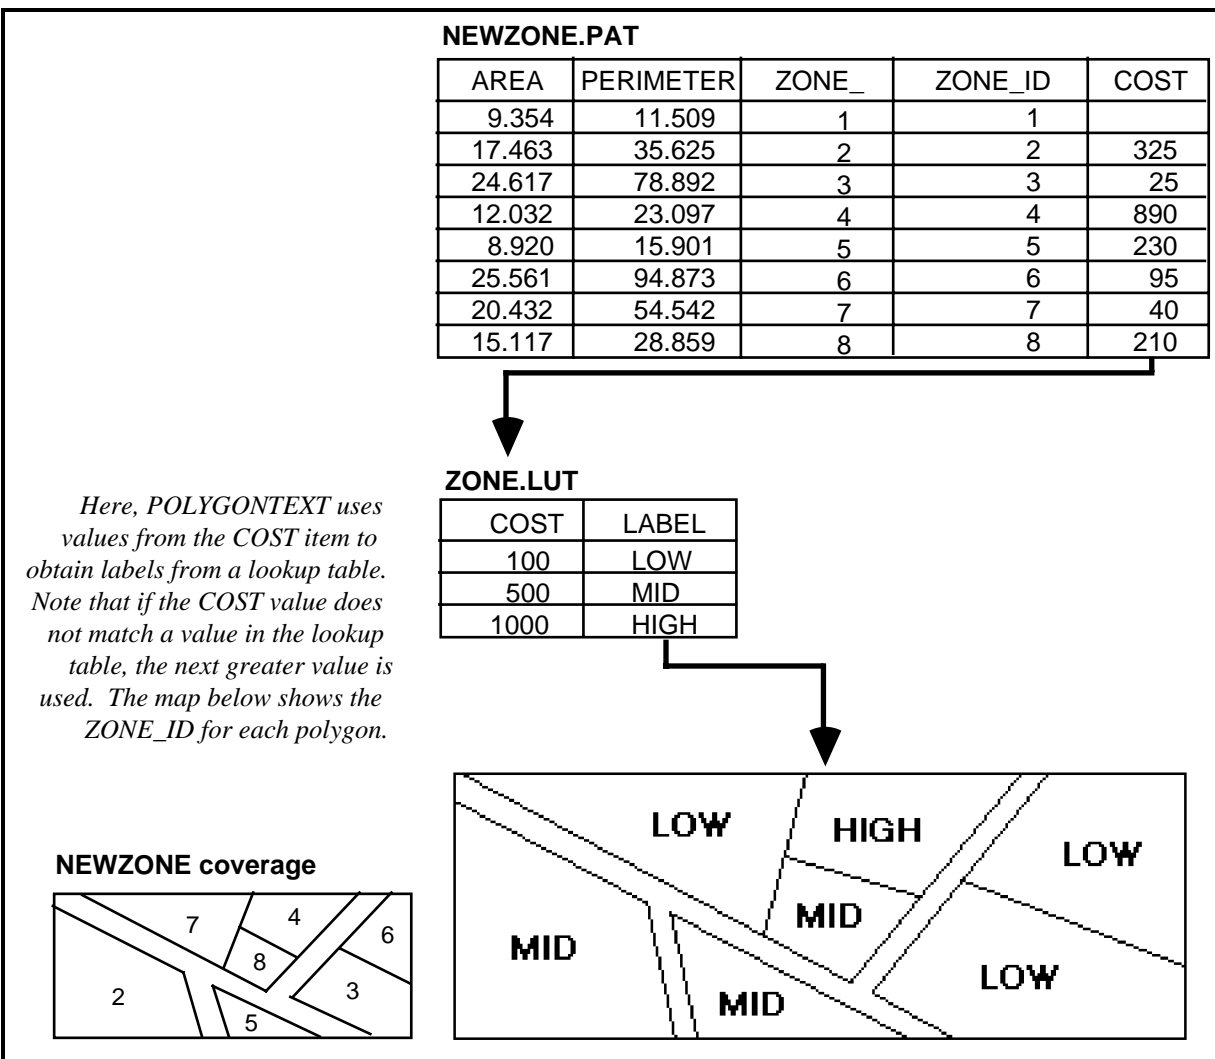 NEWZONE.PAT
AREA PERIMETER ZONE_ ZONE_ID COST
9.354 11.509 1 1
17.463 35.625 2 2 325
24.617 78.892 3 3 25
12.032 23.097 4 4 890
8.920 15.901 5 5 230
25.561 94.873 6 6 95
20.432 54.542 7 7 40
15.117 28.859 8 8 210
ZONE.LUT
COST LABEL
100 LOW
500 MID
1000 HIGH
Here, POLYGONTEXT uses
values from the COST item to
obtain labels from a lookup table.
Note that if the COST value does
not match a value in the lookup
table, the next greater value is
used. The map below shows the
ZONE_ID for each polygon.
NEWZONE coverage
7 4
6
8
2 3
5
LOW HIGH
LOW
MID
MID
LOW
MID